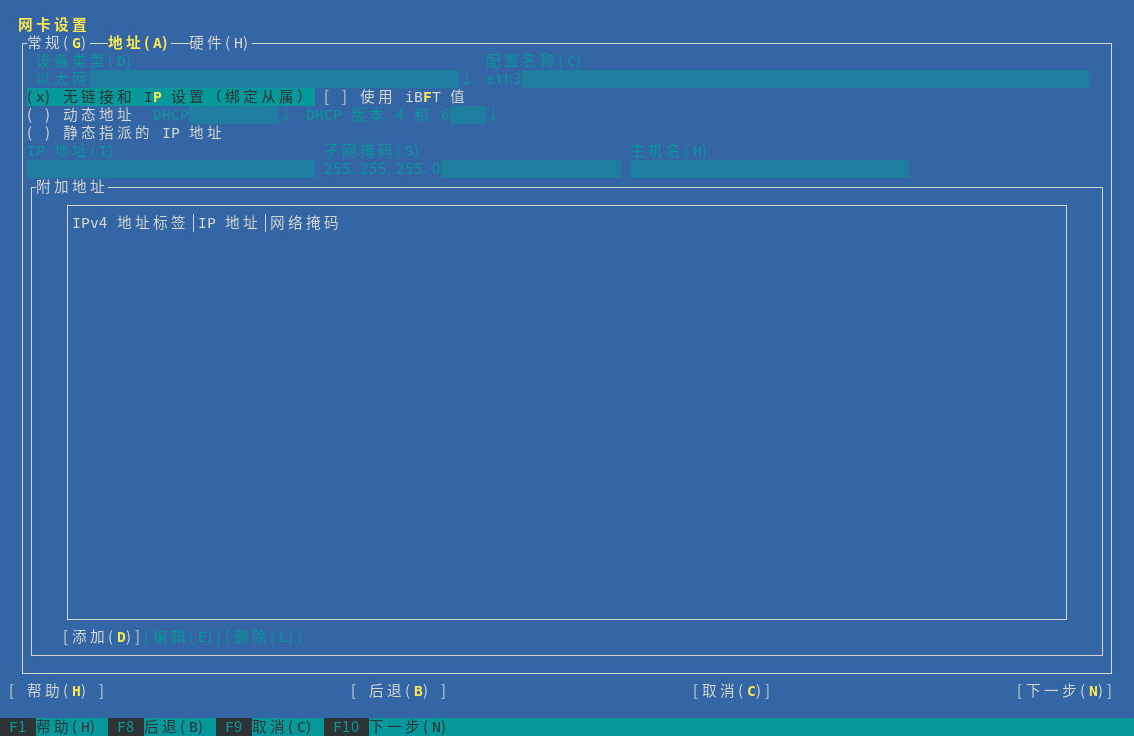 网卡设置
常规(G)——地址(A)——硬件(H)
设备类型(D) 配置名称(C)
以太网 ↓ eth3
(x) 无链接和 IP 设置（绑定从属） [ ] 使用 iBFT 值
( ) 动态地址 DHCP ↓ DHCP 版本 4 和 6 ↓
( ) 静态指派的 IP 地址
IP 地址(I) 子网掩码(S) 主机名(H)
255.255.255.0
附加地址
IPv4 地址标签│IP 地址│网络掩码
[添加(D)][编辑(E)][删除(L)]
[ 帮助(H) ] [ 后退(B) ] [取消(C)] [下一步(N)]
F1 帮助(H) F8 后退(B) F9 取消(C) F10 下一步(N)